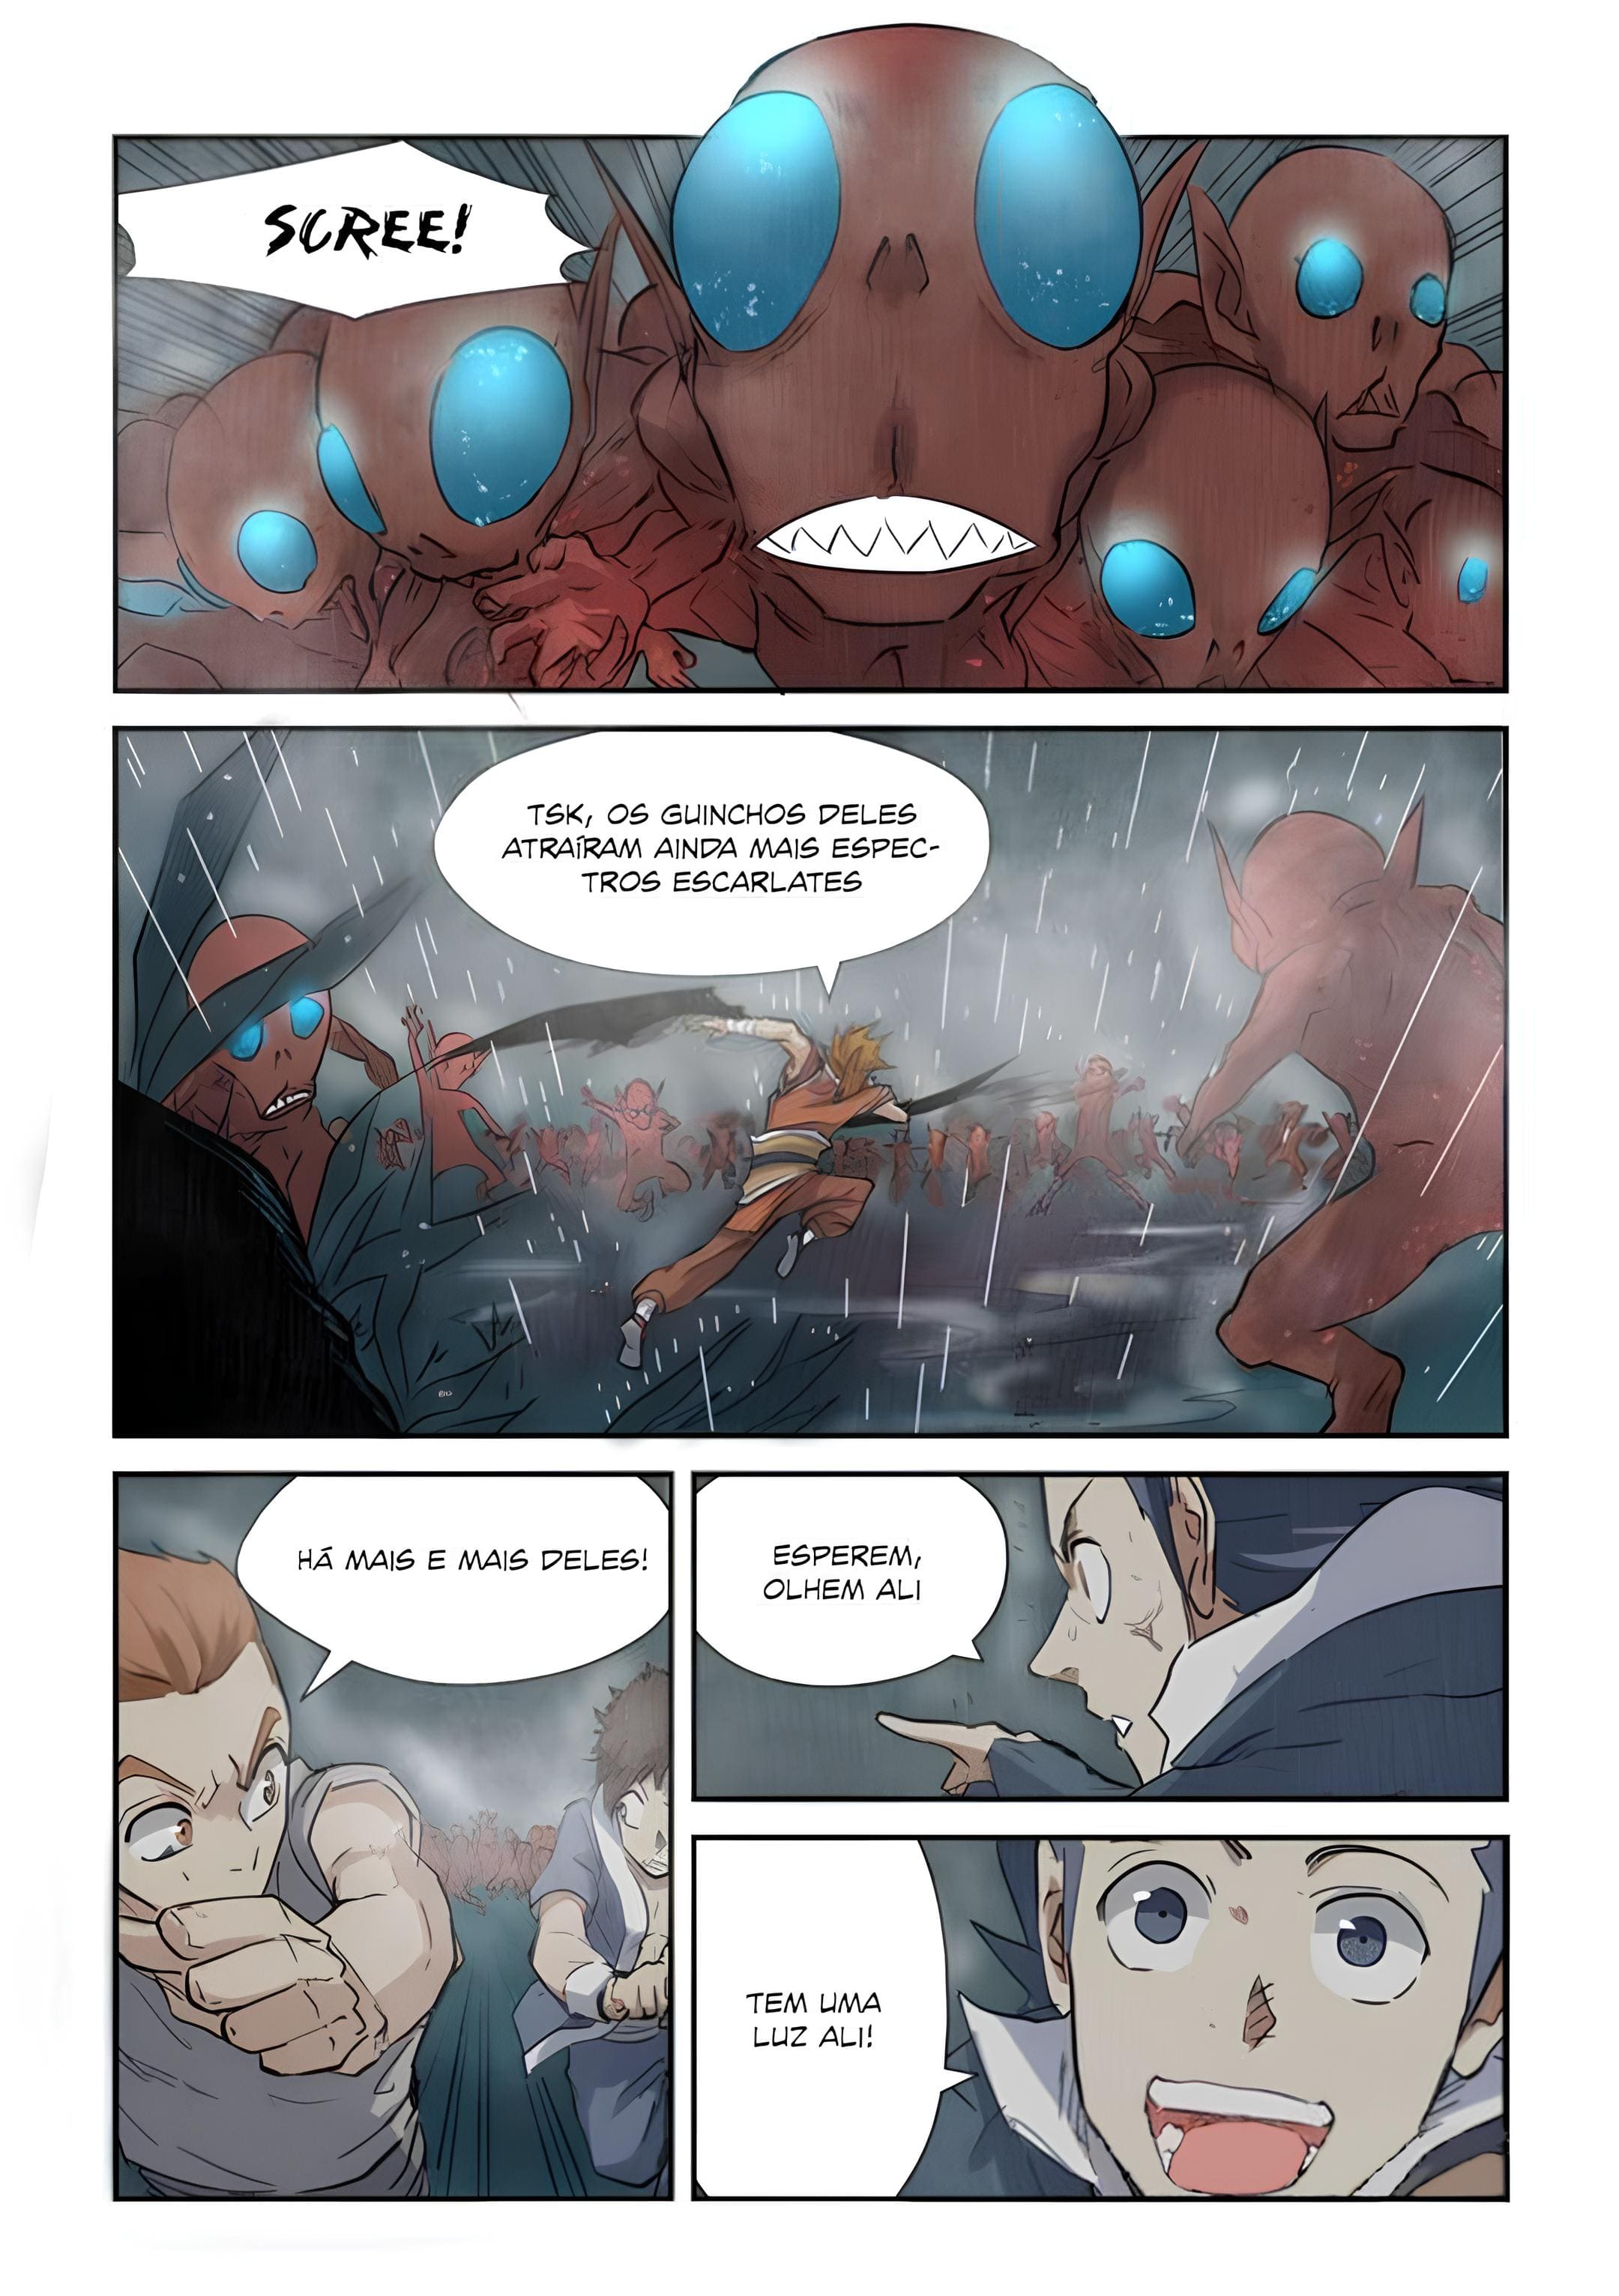 SCREE!
TSK, OS GUINCHOS DELES
ATRAÍRAM AINDA MAIS ESPEC-
TROS ESCARLATES
HÁ MAIS E MAIS DELES!
ESPEREM,
OLHEM ALI
TEM UMA
LUZ ALI!